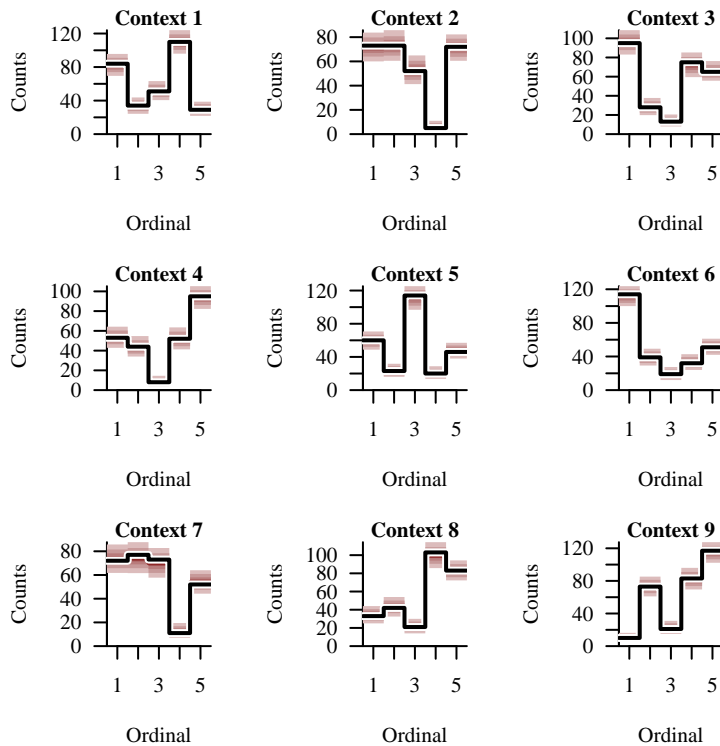 Context 1
Counts
120
80
40
0
1 3 5
Ordinal
Context 2
Counts
80
60
40
20
0
1 3 5
Ordinal
Context 3
Counts
100
80
60
40
20
0
1 3 5
Ordinal
Context 4
Counts
100
80
60
40
20
0
1 3 5
Ordinal
Context 5
Counts
120
80
40
0
1 3 5
Ordinal
Context 6
Counts
120
80
40
0
1 3 5
Ordinal
Context 7
Counts
80
60
40
20
0
1 3 5
Ordinal
Context 8
Counts
100
80
60
40
20
0
1 3 5
Ordinal
Context 9
Counts
120
80
40
0
1 3 5
Ordinal